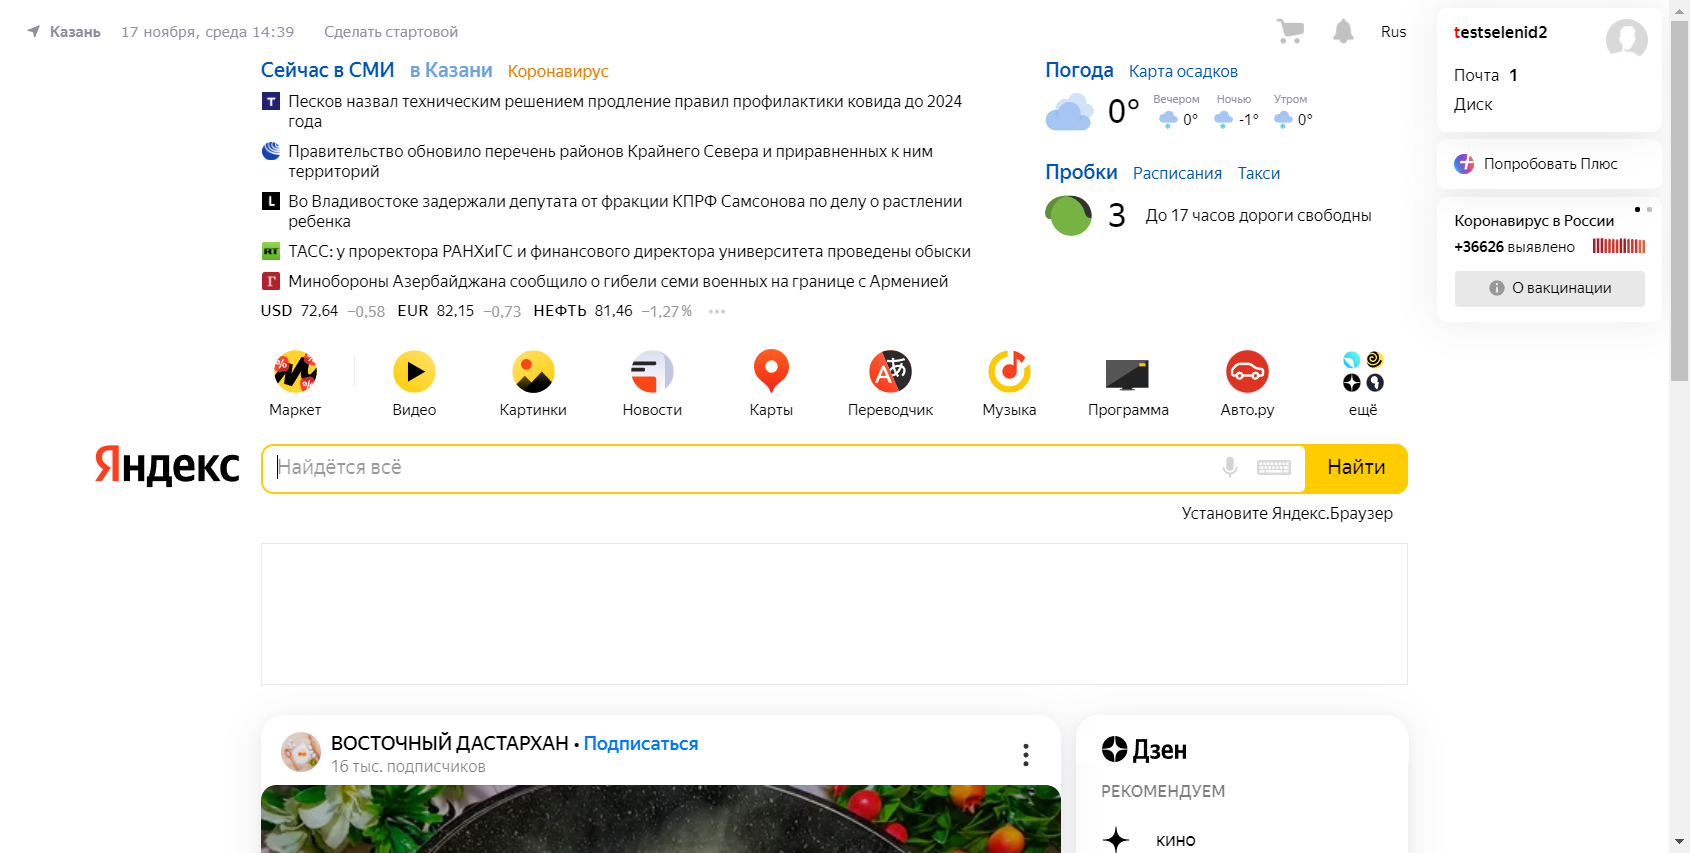 Казань 17 ноября, среда 14:39 Сделать стартовой
Rus
Сейчас в СМИ в Казани Коронавирус
Песков назвал техническим решением продление правил профилактики ковида до 2024
года
Правительство обновило перечень районов Крайнего Севера и приравненных к ним
территорий
Во Владивостоке задержали депутата от фракции КПРФ Самсонова по делу о растлении
ребенка
ТАСС: у проректора РАНХиГС и финансового директора университета проведены обыски
Минобороны Азербайджана сообщило о гибели семи военных на границе с Арменией
USD 72,64 −0,58 EUR 82,15 −0,73 НЕФТЬ 81,46 −1,27%
Погода Карта осадков
0° Вечером 0° Ночью -1° Утром 0°
Пробки Расписания Такси
3 До 17 часов дороги свободны
testselenid2
Почта 1
Диск
Попробовать Плюс
Коронавирус в России
+36626 выявлено
О вакцинации
Маркет Видео Картинки Новости Карты Переводчик Музыка Программа Авто.ру ещё
Яндекс Найдётся всё Найти
Установите Яндекс.Браузер
ВОСТОЧНЫЙ ДАСТАРХАН • Подписаться
16 тыс. подписчиков
Дзен
РЕКОМЕНДУЕМ
КИНО